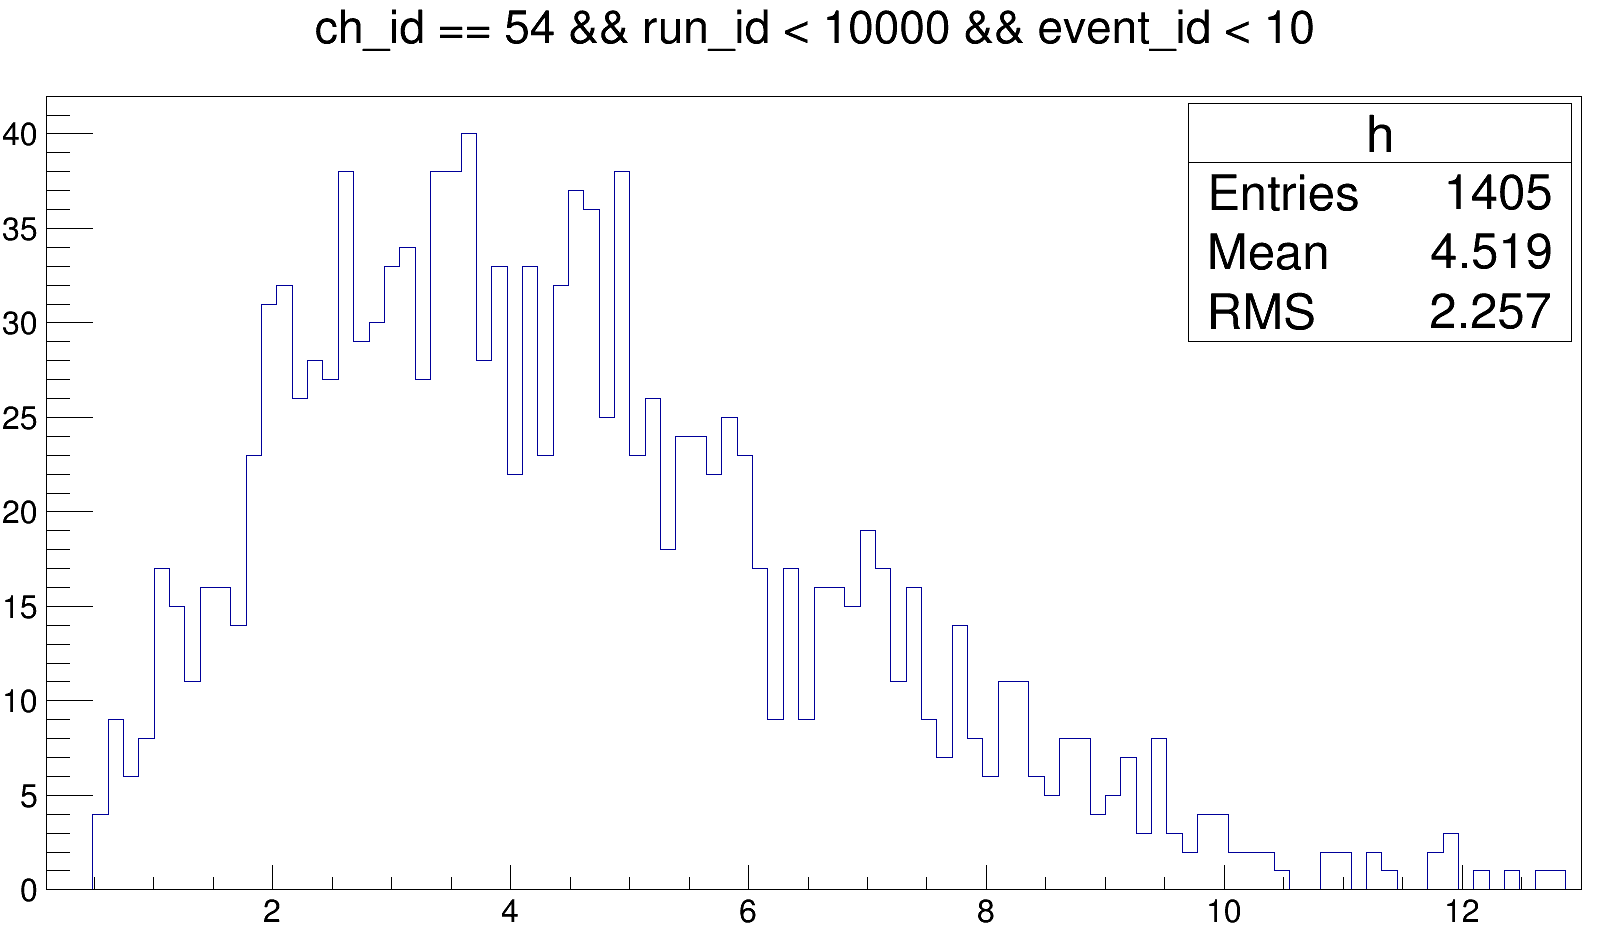 ch_id == 54 && run_id < 10000 && event_id < 10
h
Entries 1405
Mean 4.519
RMS 2.257
40
35
30
25
20
15
10
5
0
2 4 6 8 10 12